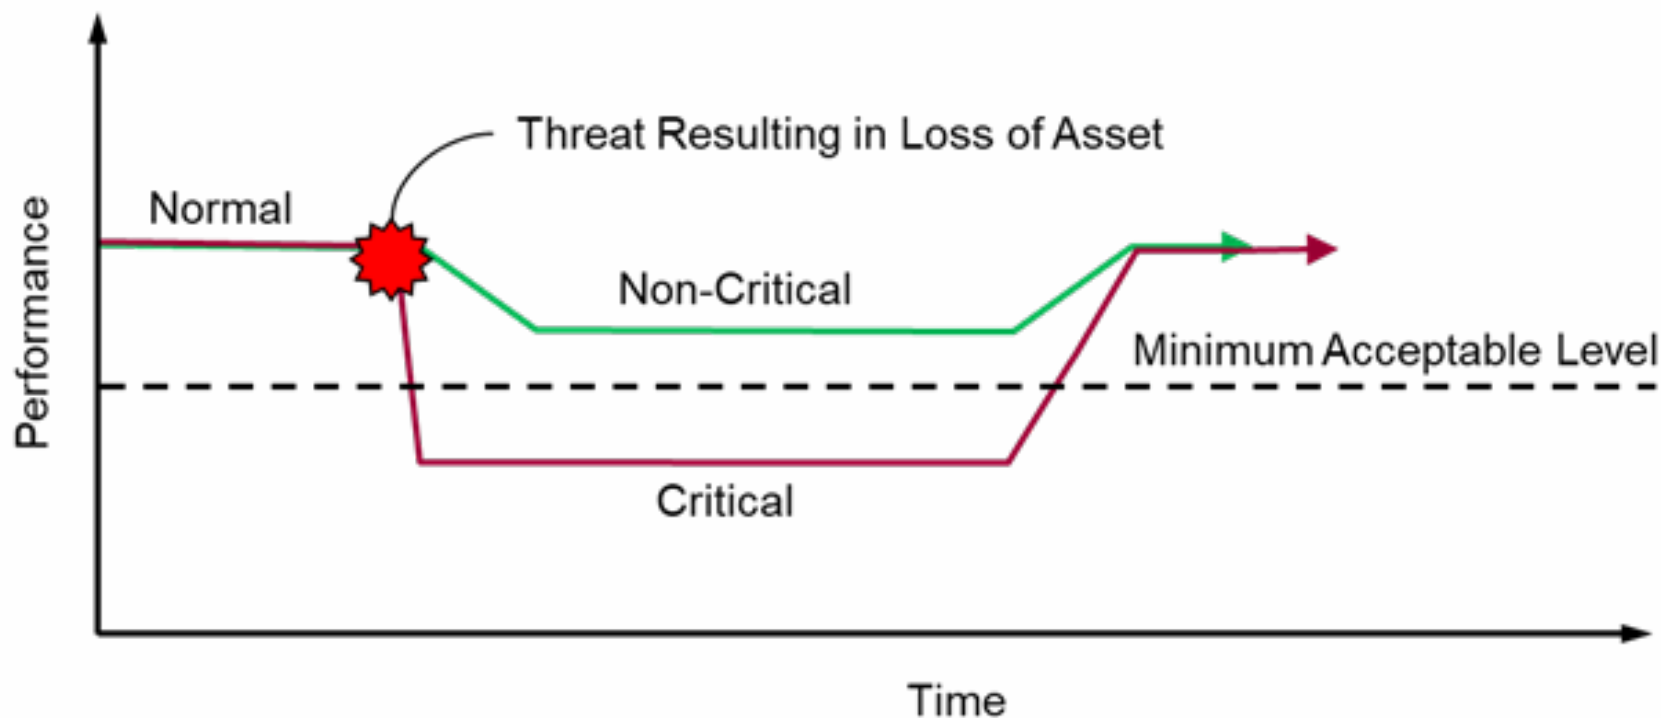 Threat Resulting in Loss of Asset
Normal
Non-Critical
Minimum Acceptable Level
Performance
Critical
Time